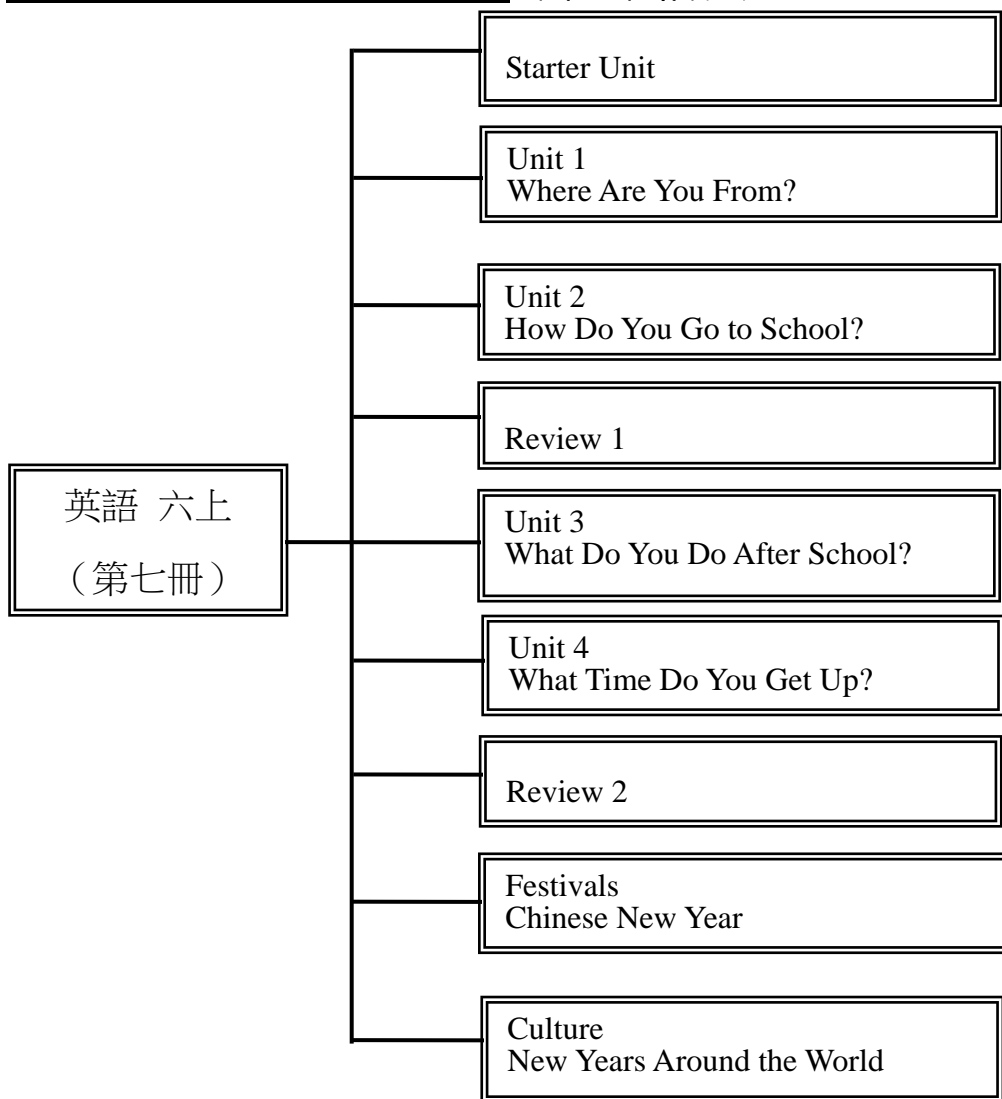 Starter Unit
Unit 1
Where Are You From?
Unit 2
How Do You Go to School?
Review 1
英語 六上
（第七冊）
Unit 3
What Do You Do After School?
Unit 4
What Time Do You Get Up?
Review 2
Festivals
Chinese New Year
Culture
New Years Around the World